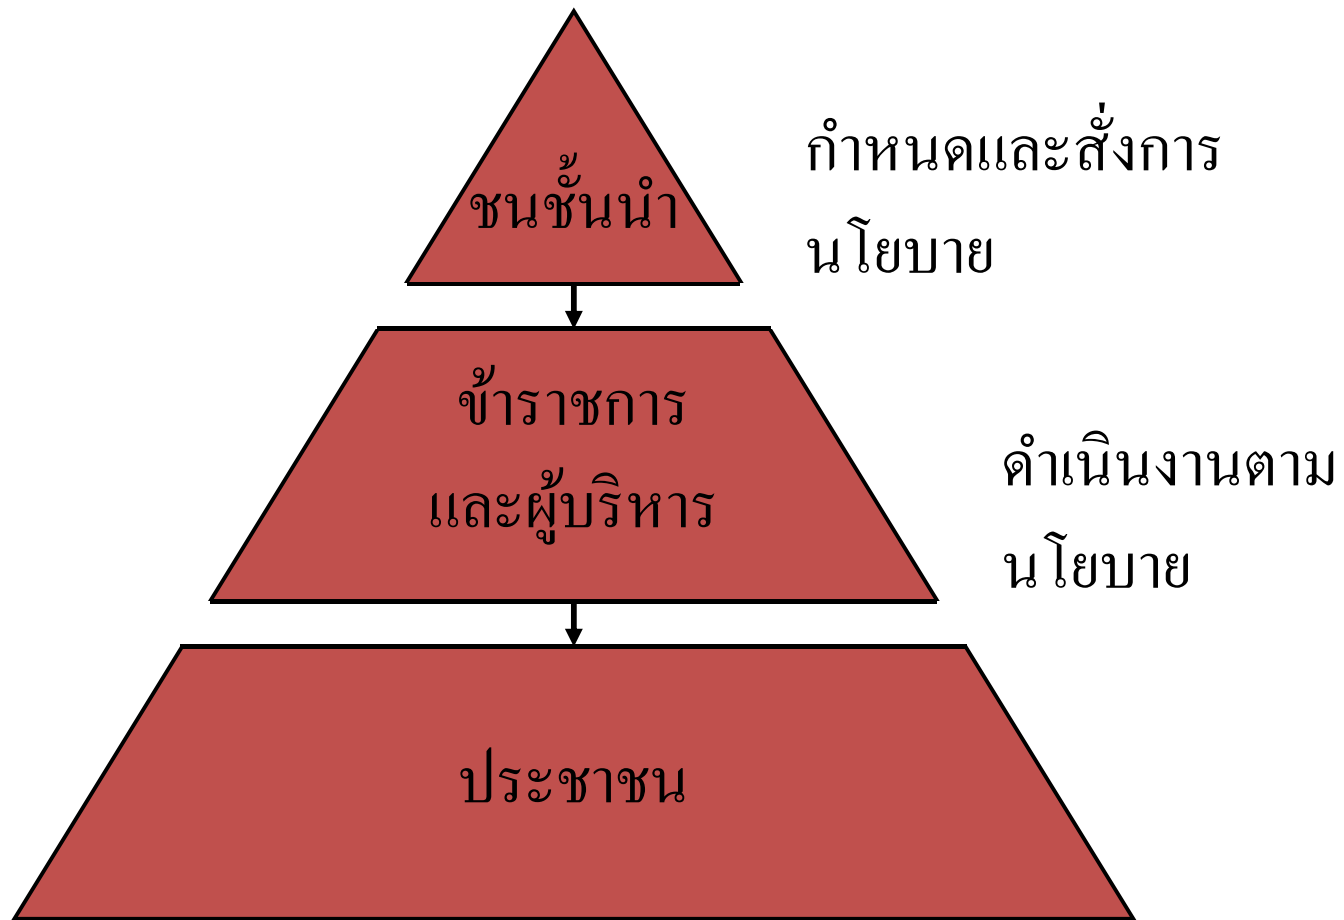 ชนชั้นนำ
กำหนดและสั่งการ
นโยบาย
ข้าราชการ
และผู้บริหาร
ดำเนินงานตาม
นโยบาย
ประชาชน